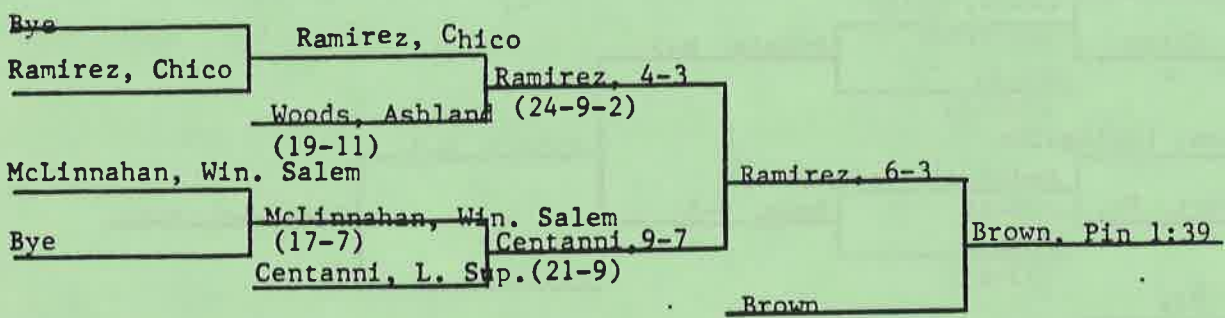 Bye
Ramirez, Chico
Ramirez, Chico
Ramirez, 4-3
(24-9-2)
Woods, Ashland
(19-11)
McLinnahan, Win. Salem
Ramirez, 6-3
McLinnahan, Win. Salem
(17-7)
Bye
Centanni, 9-7
Brown, Pin 1:39
Centanni, L. Sup. (21-9)
Brown